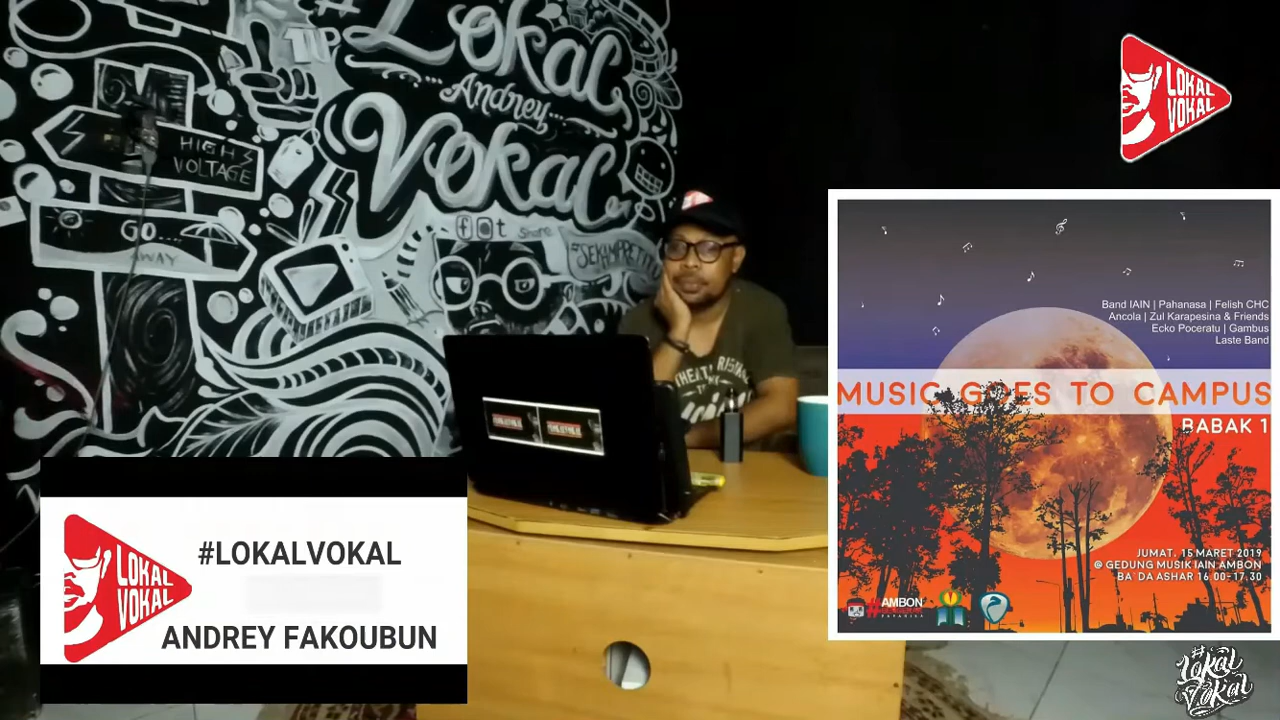 #Lokal
Andrey...
Vokal
HIGH
VOLTAGE
GO...
AWAY
f
t
Share
#SEKAMPRET
LOKAL
VOKAL
Band IAIN | Pahanasa | Felish CHC
Ancola | Zul Karapesina & Friends
Ecko Poceratu | Gambus
Laste Band
MUSIC GOES TO CAMPUS
BABAK 1
JUMAT. 15 MARET 2019
@ GEDUNG MUSIK IAIN AMBON
BA'DA ASHAR 16.00-17.30
#AMBON
LOKAL
VOKAL
#LOKALVOKAL
ANDREY FAKOUBUN
#Lokal
Vokal